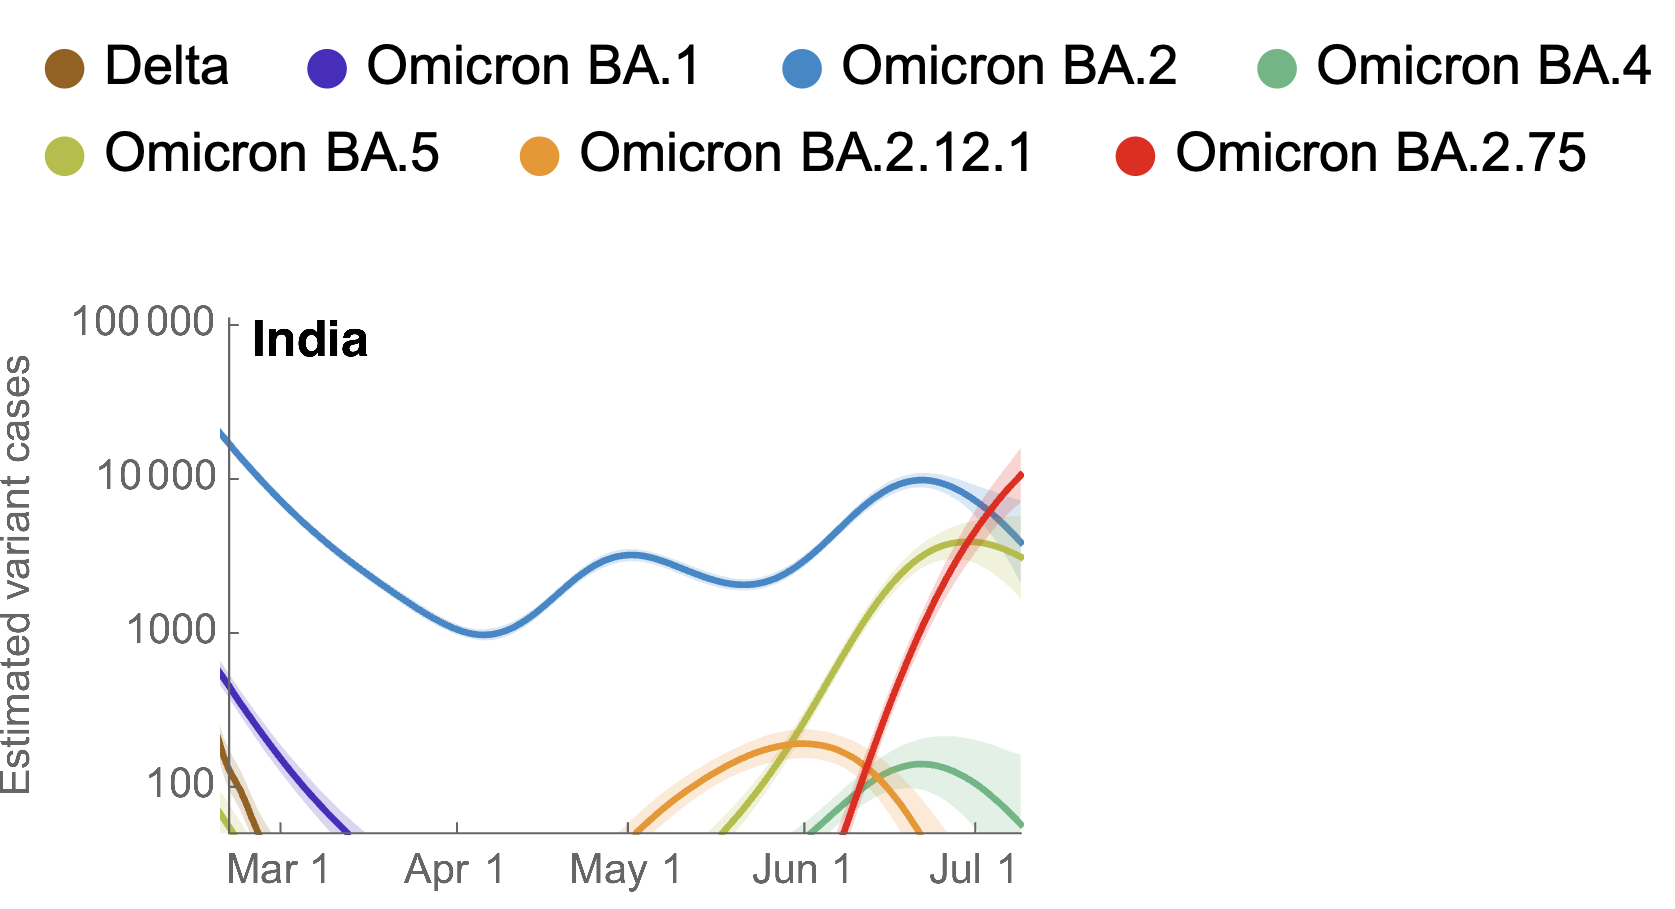 Delta Omicron BA.1 Omicron BA.2 Omicron BA.4
Omicron BA.5 Omicron BA.2.12.1 Omicron BA.2.75
India
Estimated variant cases
100 000
10 000
1000
100
Mar 1 Apr 1 May 1 Jun 1 Jul 1